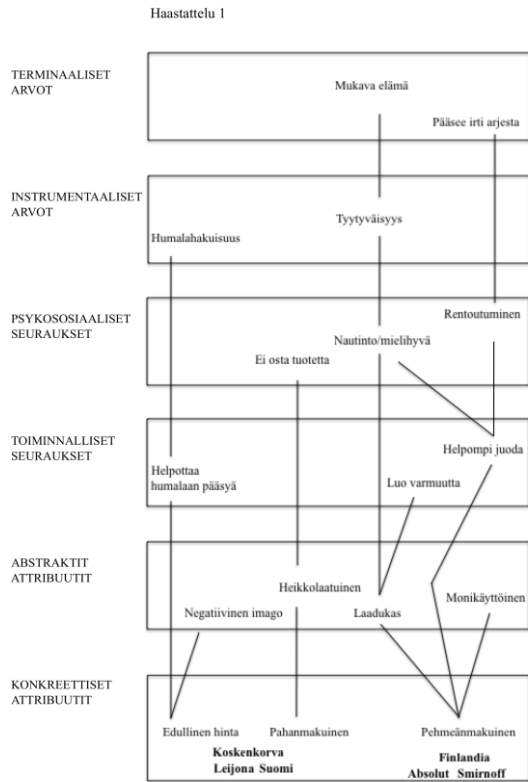 Haastattelu 1
TERMINAALISET
ARVOT
Mukava elämä
Pääsee irti arjesta
INSTRUMENTAALISET
ARVOT
Tyytyväisyys
Humalahakuisuus
PSYKOSOSIAALISET
SEURAUKSET
Rentoutuminen
Nautinto/mielihyvä
Ei osta tuotetta
TOIMINNALLISET
SEURAUKSET
Helpompi juoda
Helpottaa
humalaan pääsyä
Luo varmuutta
ABSTRAKTIT
ATTRIBUUTIT
Heikkolaatuinen
Monikäyttöinen
Negatiivinen imago
Laadukas
KONKREETTISET
ATTRIBUUTIT
Edullinen hinta
Pahanmakuinen
Pehmeänmakuinen
Koskenkorva
Leijona Suomi
Finlandia
Absolut Smirnoff